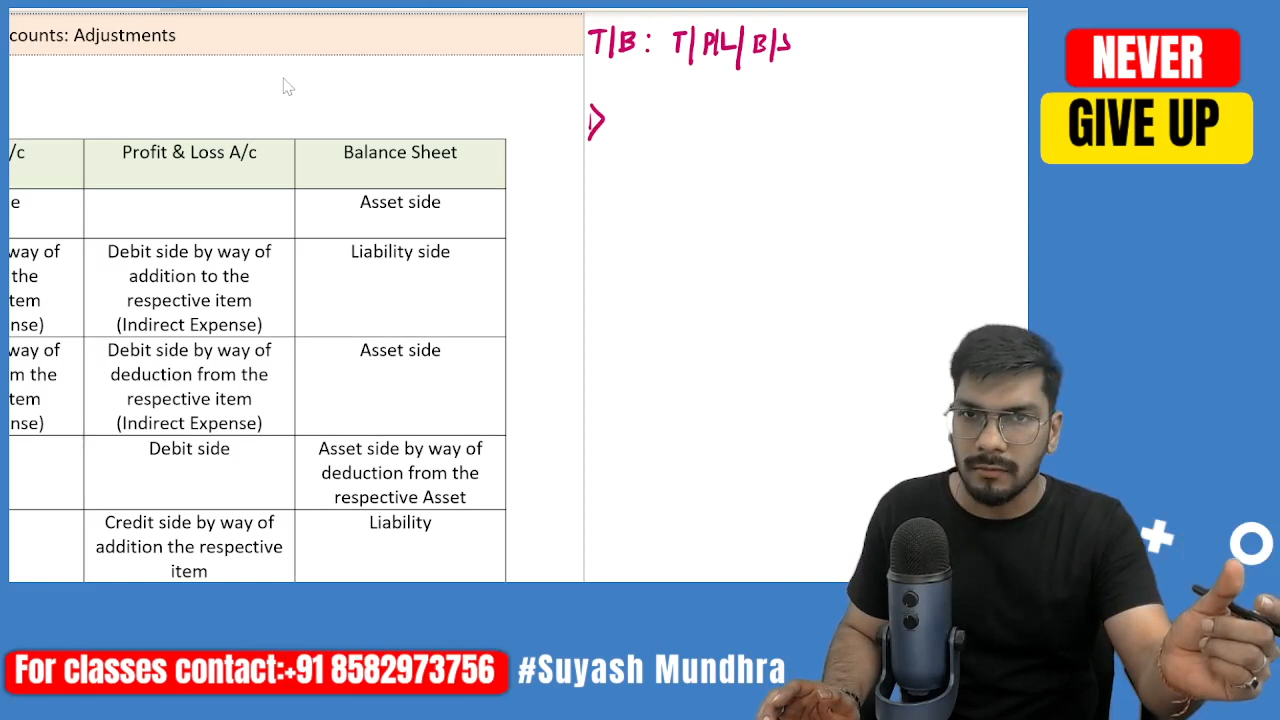 counts: Adjustments
T/B : T/P/L/ B/S
NEVER
GIVE UP
/c
Profit & Loss A/c
Balance Sheet
e
Asset side
way of
the
tem
nse)
Debit side by way of
addition to the
respective item
(Indirect Expense)
Liability side
way of
m the
tem
nse)
Debit side by way of
deduction from the
respective item
(Indirect Expense)
Asset side
Debit side
Asset side by way of
deduction from the
respective Asset
Credit side by way of
addition the respective
item
Liability
For classes contact:+91 8582973756
#Suyash Mundhra